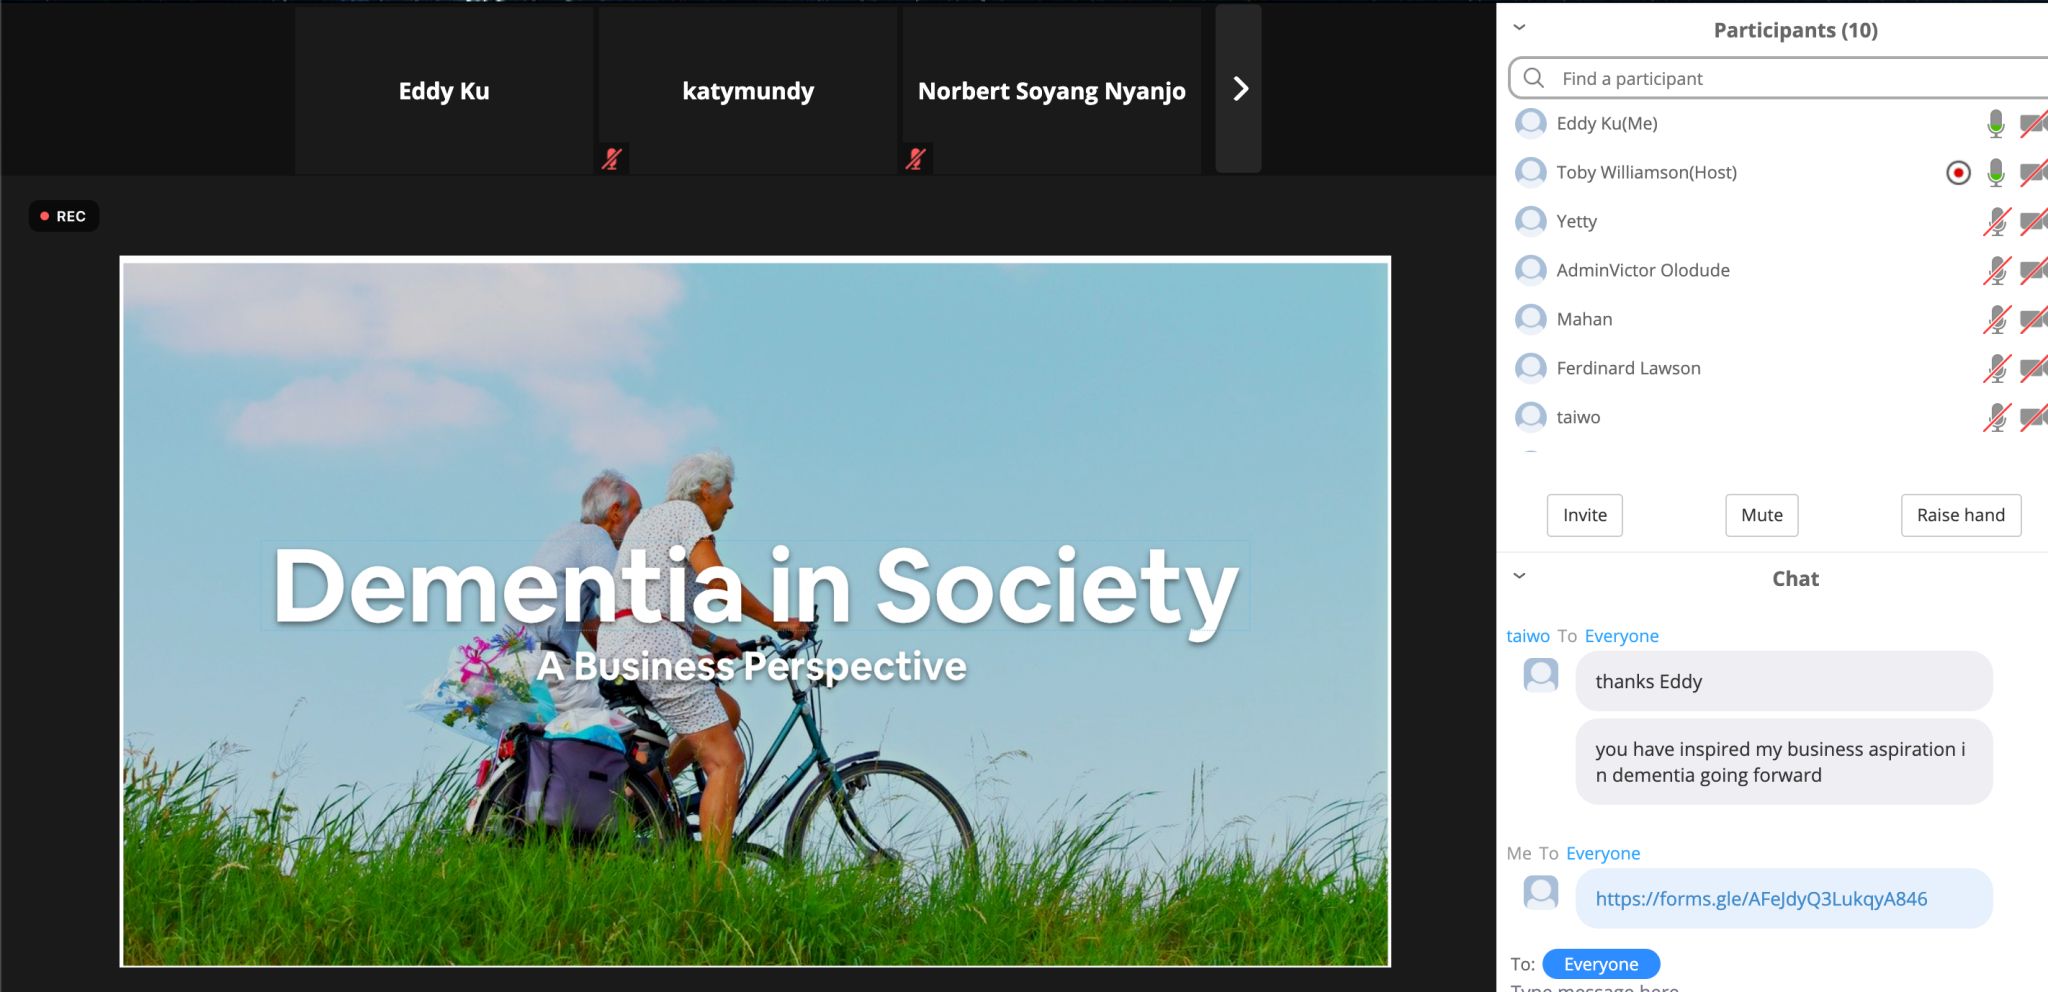 Eddy Ku
katymundy
Norbert Soyang Nyanjo
REC
Dementia in Society
A Business Perspective
Participants (10)
Find a participant
Eddy Ku(Me)
Toby Williamson(Host)
Yetty
AdminVictor Olodude
Mahan
Ferdinard Lawson
taiwo
Invite
Mute
Raise hand
Chat
taiwo To Everyone
thanks Eddy
you have inspired my business aspiration i
n dementia going forward
Me To Everyone
https://forms.gle/AFeJdyQ3LukqyA846
To: Everyone
Type message here